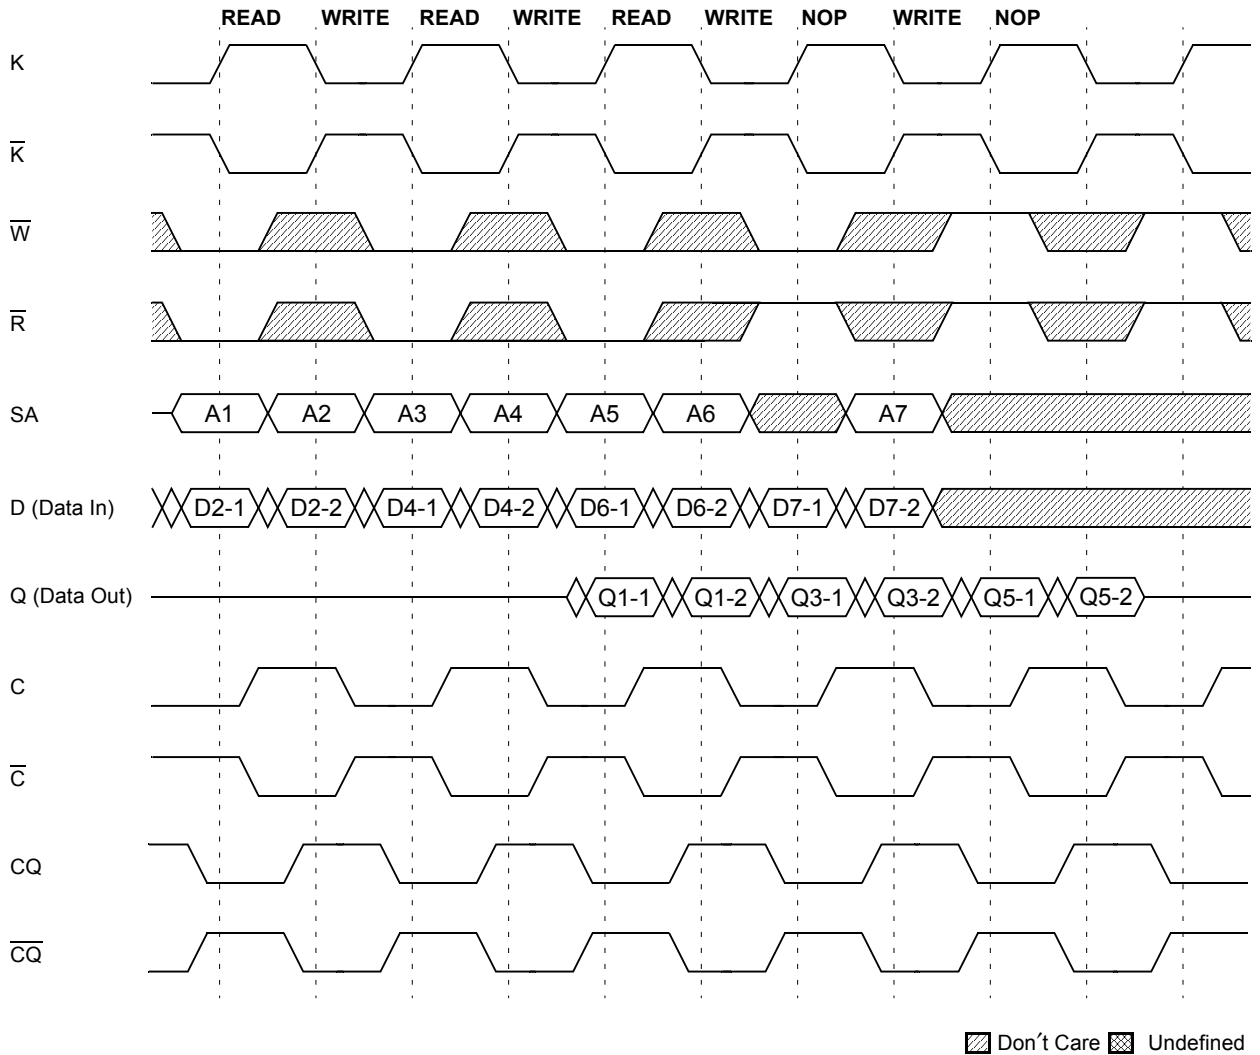 READ WRITE READ WRITE READ WRITE NOP WRITE NOP
K
K̅
W̅
R̅
SA A1 A2 A3 A4 A5 A6 A7
D (Data In) D2-1 D2-2 D4-1 D4-2 D6-1 D6-2 D7-1 D7-2
Q (Data Out) Q1-1 Q1-2 Q3-1 Q3-2 Q5-1 Q5-2
C
C̅
CQ
C̅Q̅
Don′t Care Undefined